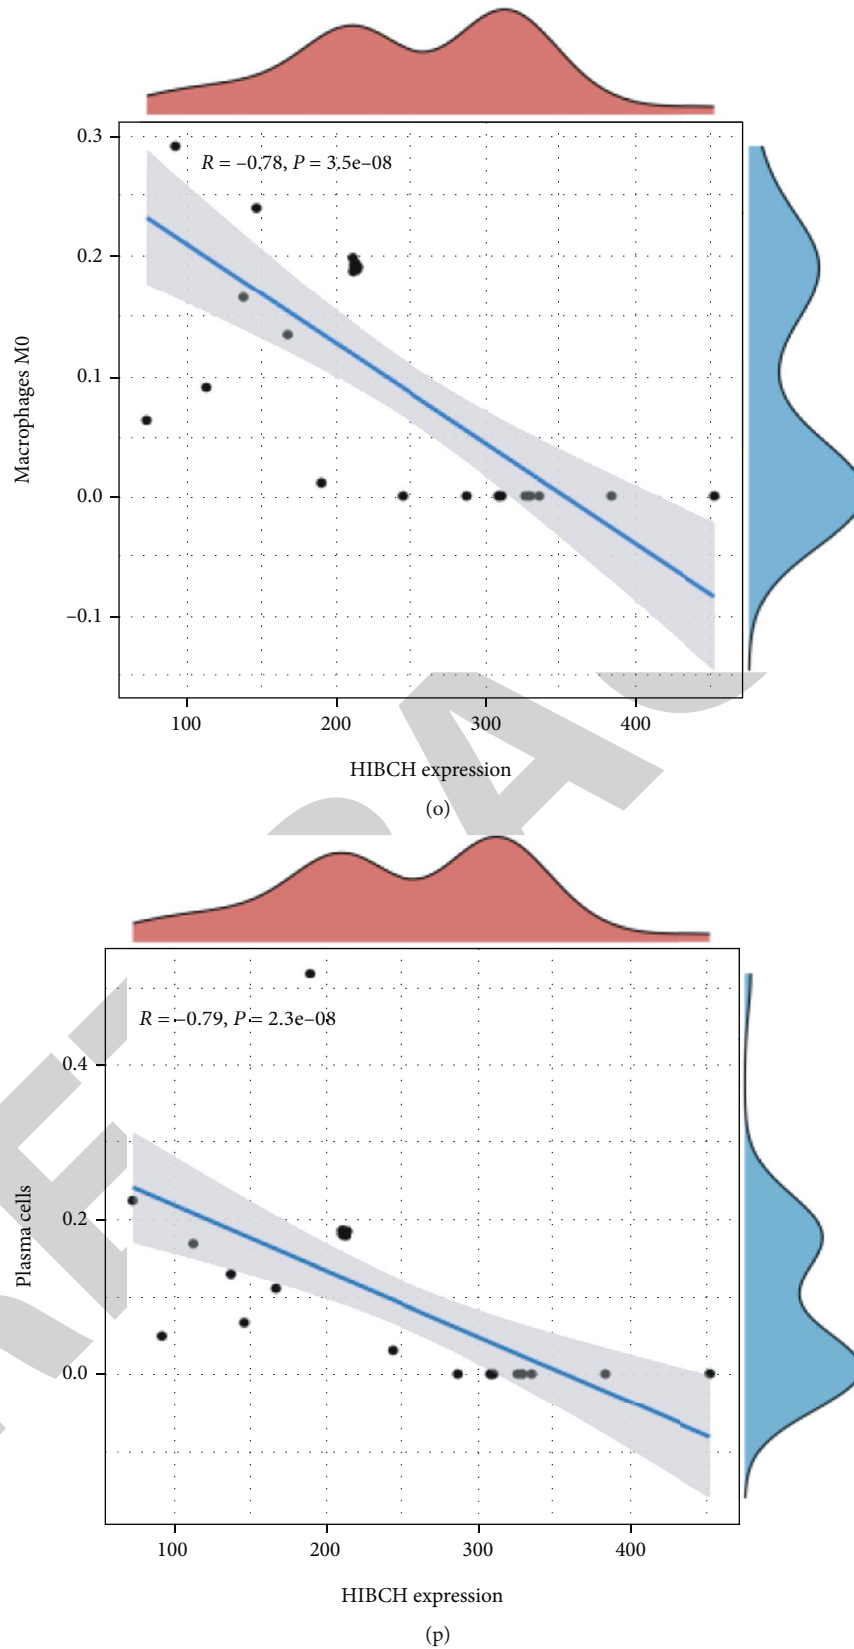 R = –0.78, P = 3.5e–08
0.3
0.2
0.1
0.0
–0.1
Macrophages M0
100 200 300 400
HIBCH expression
(o)
R = –0.79, P = 2.3e–08
0.4
0.2
0.0
Plasma cells
100 200 300 400
HIBCH expression
(p)